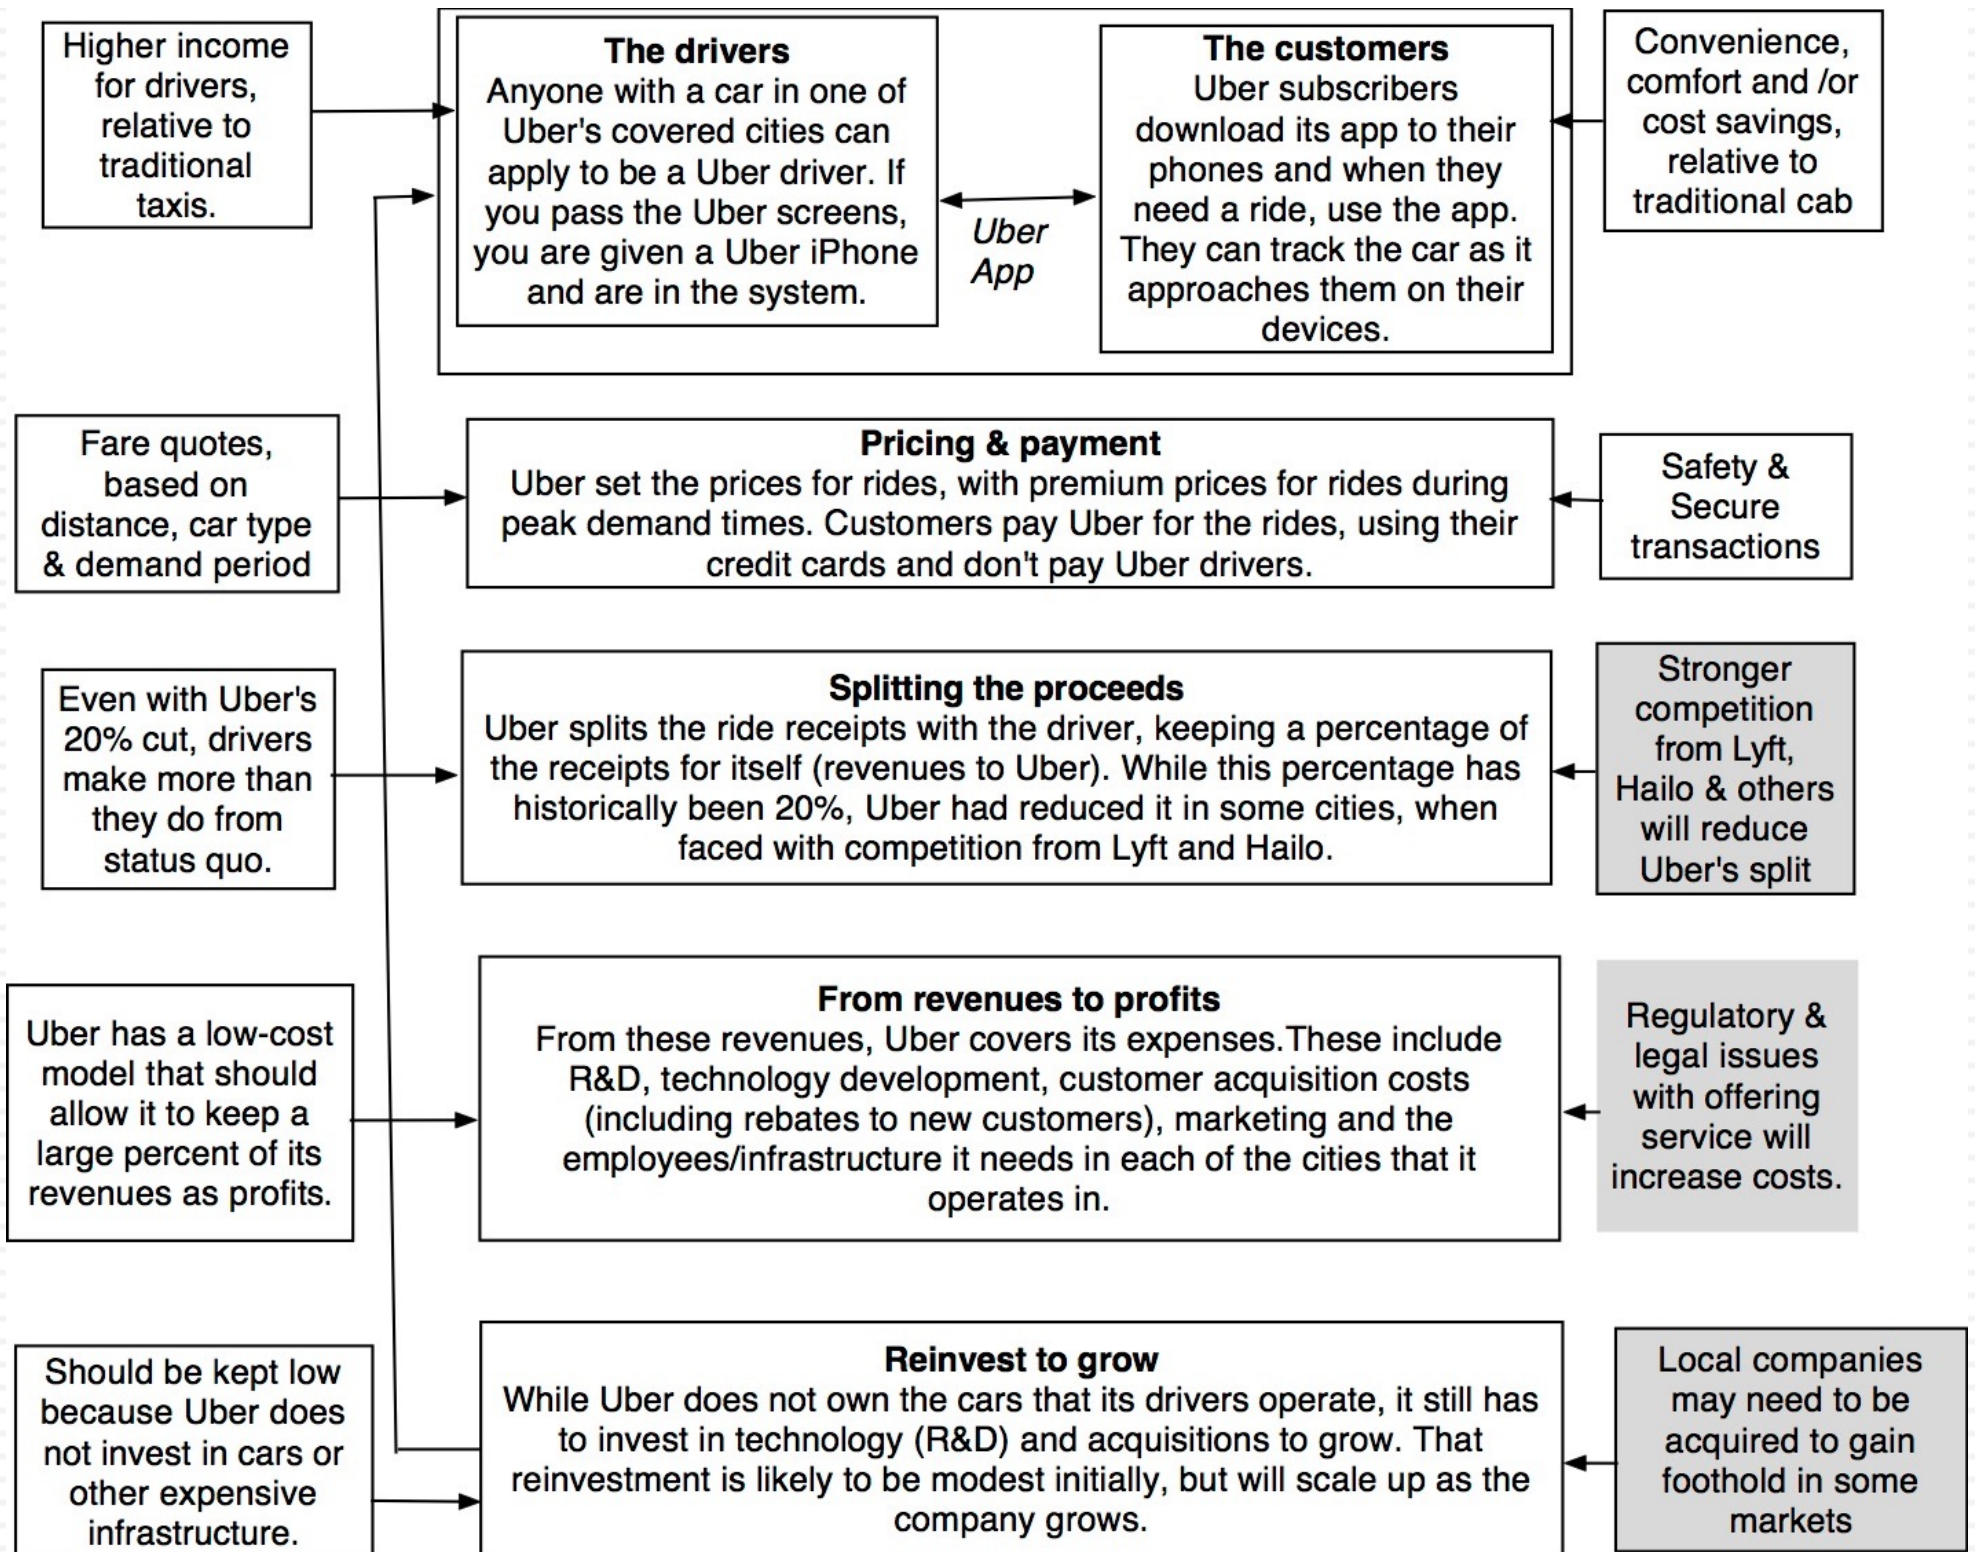 Higher income
for drivers,
relative to
traditional
taxis.
The drivers
Anyone with a car in one of
Uber's covered cities can
apply to be a Uber driver. If
you pass the Uber screens,
you are given a Uber iPhone
and are in the system.
Uber
App
The customers
Uber subscribers
download its app to their
phones and when they
need a ride, use the app.
They can track the car as it
approaches them on their
devices.
Convenience,
comfort and /or
cost savings,
relative to
traditional cab
Fare quotes,
based on
distance, car type
& demand period
Pricing & payment
Uber set the prices for rides, with premium prices for rides during
peak demand times. Customers pay Uber for the rides, using their
credit cards and don't pay Uber drivers.
Safety &
Secure
transactions
Even with Uber's
20% cut, drivers
make more than
they do from
status quo.
Splitting the proceeds
Uber splits the ride receipts with the driver, keeping a percentage of
the receipts for itself (revenues to Uber). While this percentage has
historically been 20%, Uber had reduced it in some cities, when
faced with competition from Lyft and Hailo.
Stronger
competition
from Lyft,
Hailo & others
will reduce
Uber's split
Uber has a low-cost
model that should
allow it to keep a
large percent of its
revenues as profits.
From revenues to profits
From these revenues, Uber covers its expenses.These include
R&D, technology development, customer acquisition costs
(including rebates to new customers), marketing and the
employees/infrastructure it needs in each of the cities that it
operates in.
Regulatory &
legal issues
with offering
service will
increase costs.
Should be kept low
because Uber does
not invest in cars or
other expensive
infrastructure.
Reinvest to grow
While Uber does not own the cars that its drivers operate, it still has
to invest in technology (R&D) and acquisitions to grow. That
reinvestment is likely to be modest initially, but will scale up as the
company grows.
Local companies
may need to be
acquired to gain
foothold in some
markets